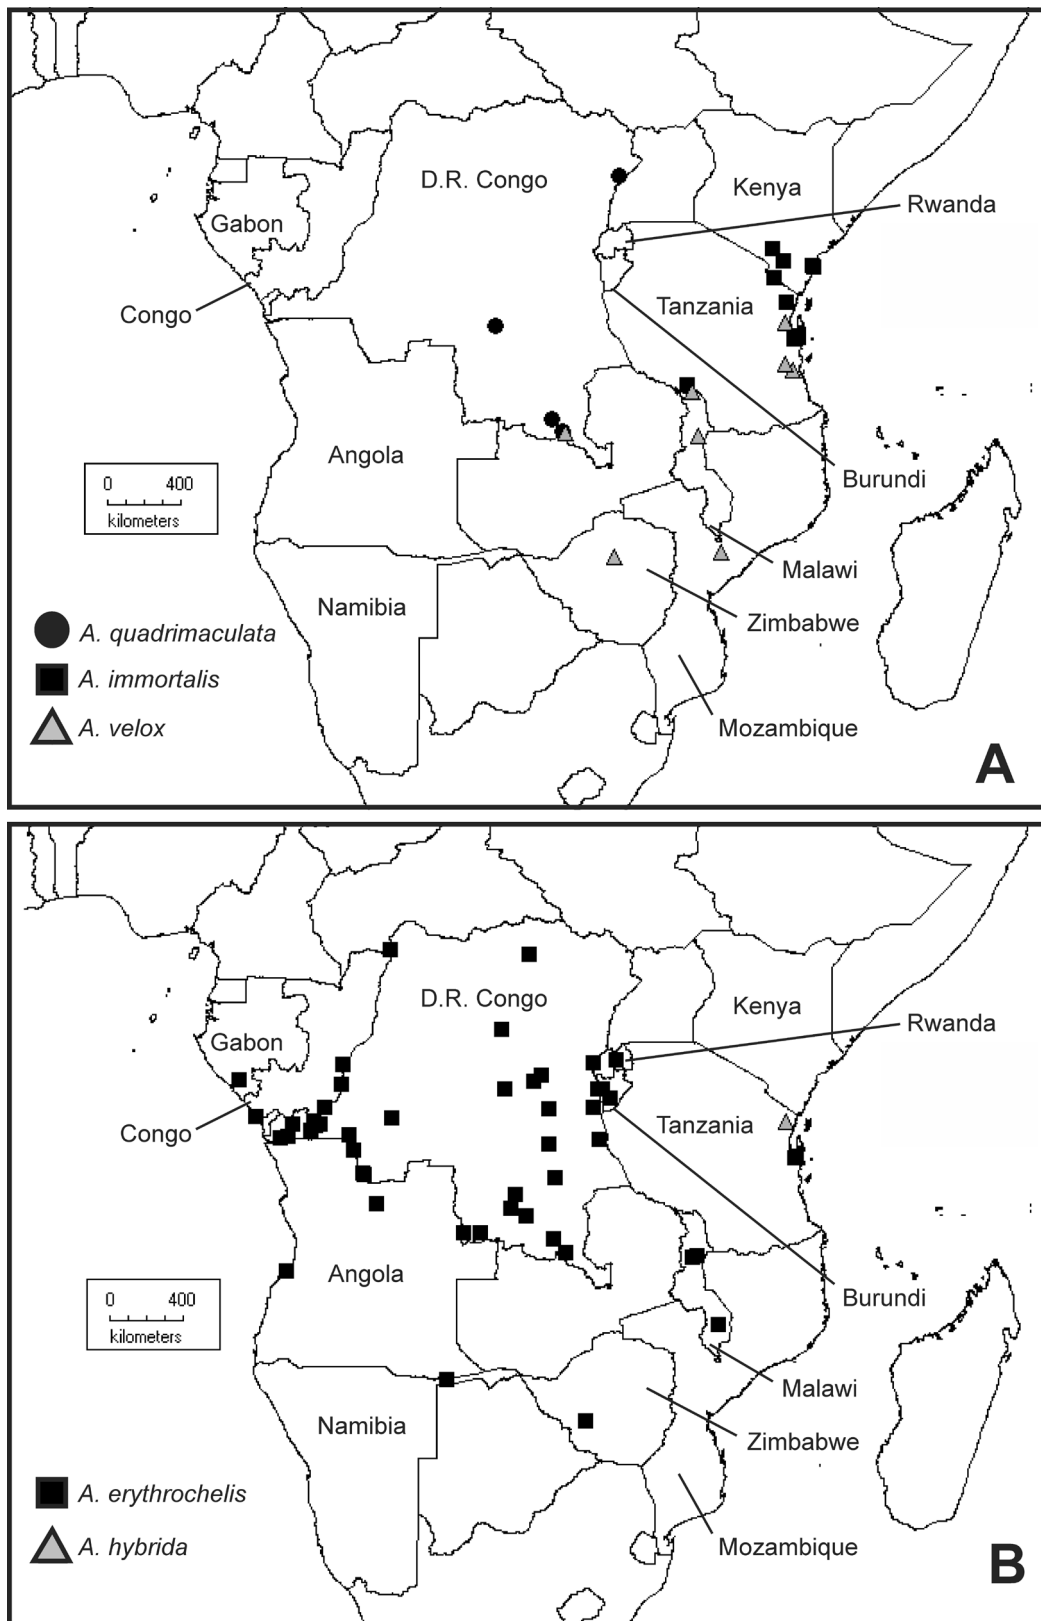 D.R. Congo
Kenya
Rwanda
Gabon
Congo
Tanzania
Angola
Burundi
0 400
kilometers
Malawi
Namibia
Zimbabwe
A. quadrimaculata
A. immortalis
A. velox
Mozambique
A
D.R. Congo
Kenya
Rwanda
Gabon
Congo
Tanzania
Angola
Burundi
0 400
kilometers
Malawi
Namibia
Zimbabwe
A. erythrochelis
A. hybrida
Mozambique
B